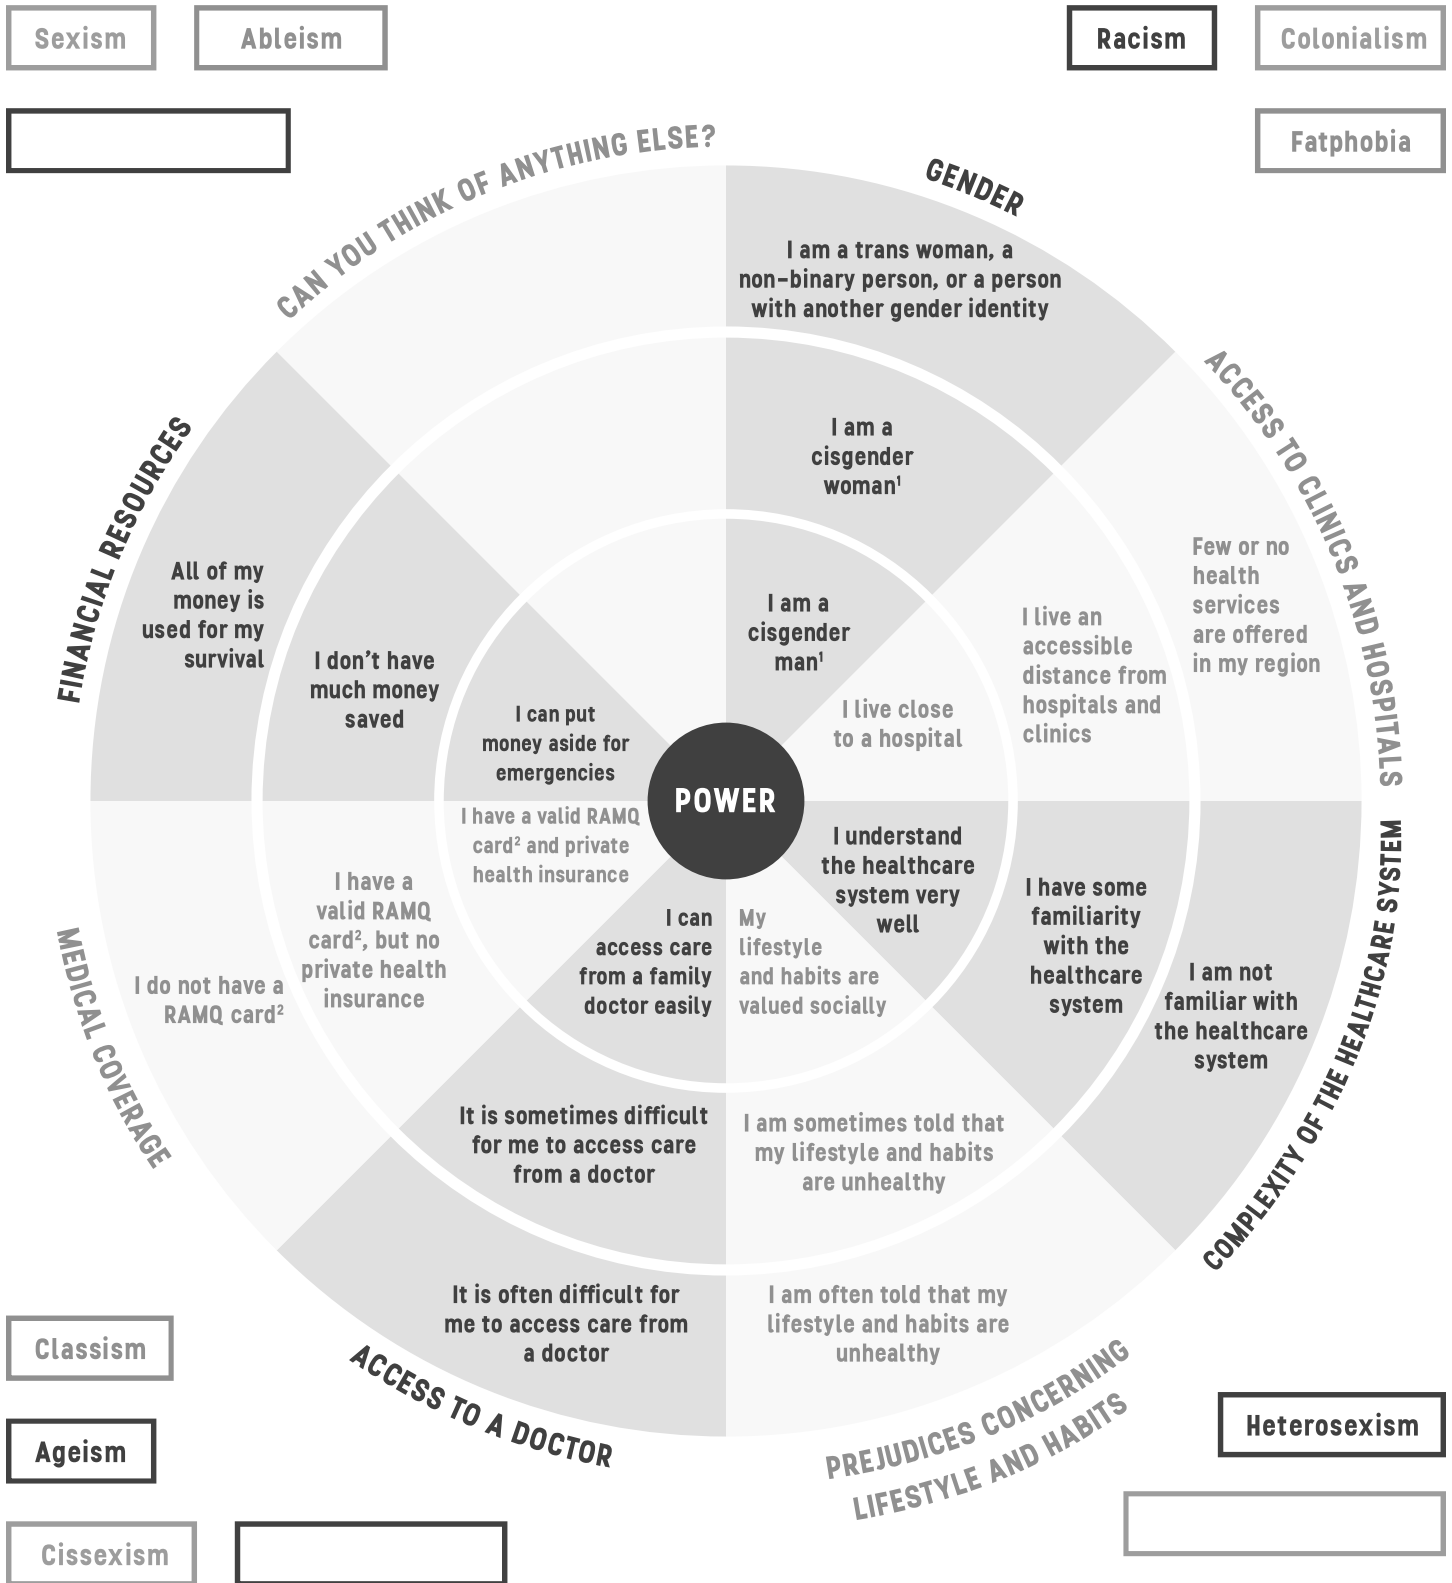 Sexism
Ableism
Racism
Colonialism
Fatphobia
CAN YOU THINK OF ANYTHING ELSE?
GENDER
I am a trans woman, a
non-binary person, or a person
with another gender identity
I am a
cisgender
woman¹
I am a
cisgender
man¹
ACCESS TO CLINICS AND HOSPITALS
Few or no
health
services
are offered
in my region
I live an
accessible
distance from
hospitals and
clinics
I live close
to a hospital
COMPLEXITY OF THE HEALTHCARE SYSTEM
I understand
the healthcare
system very
well
I have some
familiarity
with the
healthcare
system
I am not
familiar with
the healthcare
system
PREJUDICES CONCERNING
LIFESTYLE AND HABITS
My
lifestyle
and habits are
valued socially
I am sometimes told that
my lifestyle and habits
are unhealthy
I am often told that my
lifestyle and habits are
unhealthy
ACCESS TO A DOCTOR
I can
access care
from a family
doctor easily
It is sometimes difficult
for me to access care
from a doctor
It is often difficult for
me to access care from
a doctor
MEDICAL COVERAGE
I have a valid RAMQ
card² and private
health insurance
I have a
valid RAMQ
card², but no
private health
insurance
I do not have a
RAMQ card²
FINANCIAL RESOURCES
All of my
money is
used for my
survival
I don't have
much money
saved
I can put
money aside for
emergencies
POWER
Classism
Ageism
Cissexism
Heterosexism